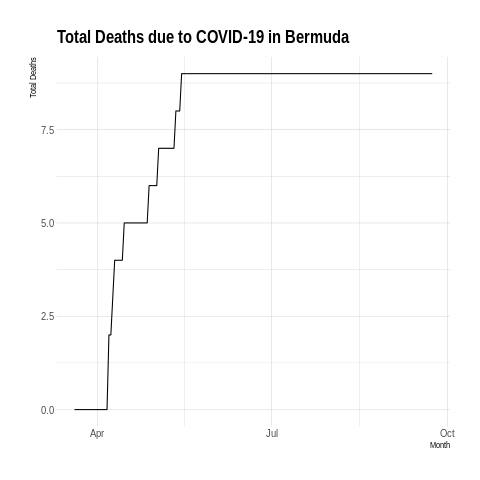 Total Deaths due to COVID-19 in Bermuda
Total Deaths
7.5
5.0
2.5
0.0
Apr
Jul
Oct
Month